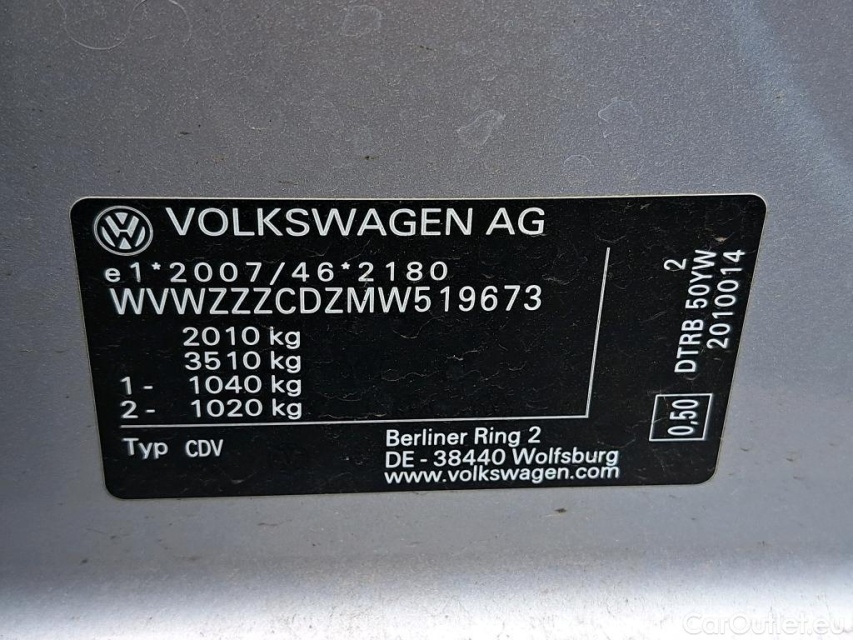 VOLKSWAGEN AG
e1*2007/46*2180
WVWZZZCDZMW519673
2010 kg
3510 kg
1- 1040 kg
2- 1020 kg
Typ CDV
Berliner Ring 2
DE - 38440 Wolfsburg
www.volkswagen.com
2
DTRB 50YW
2010014
0,50
CarOutlet.eu